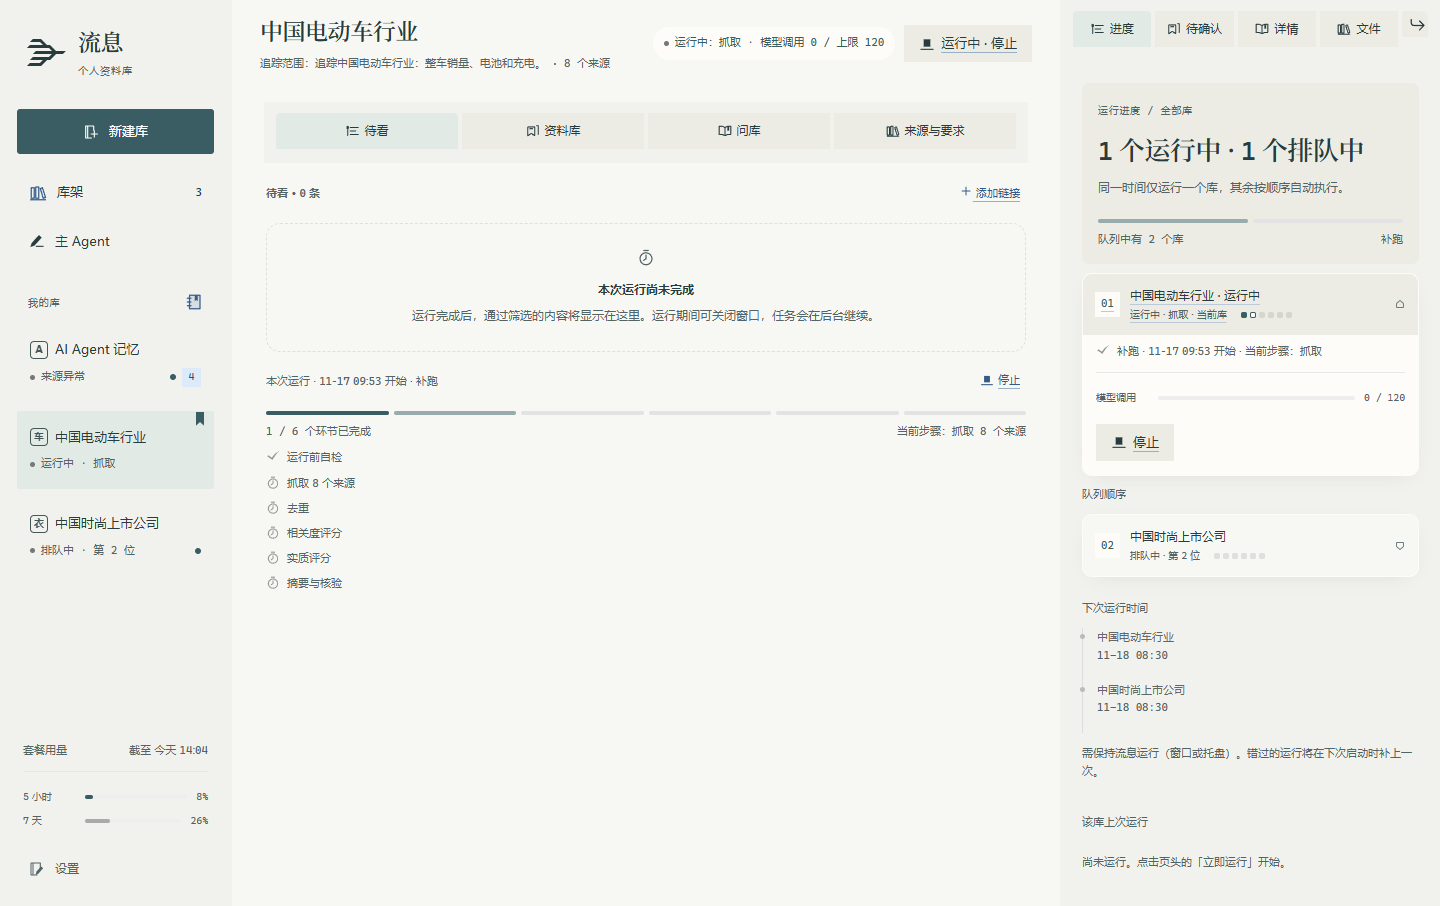 流息
个人资料库
新建库
库架 3
主 Agent
我的库
A AI Agent 记忆
来源异常 4
车 中国电动车行业
运行中 · 抓取
衣 中国时尚上市公司
排队中 · 第 2 位
套餐用量 截至 今天 14:04
5 小时 8%
7 天 26%
设置
中国电动车行业
追踪范围：追踪中国电动车行业：整车销量、电池和充电。 · 8 个来源
运行中：抓取 · 模型调用 0 / 上限 120
运行中 · 停止
待看 资料库 问库 来源与要求
待看 • 0 条
添加链接
本次运行尚未完成
运行完成后，通过筛选的内容将显示在这里。运行期间可关闭窗口，任务会在后台继续。
本次运行 · 11-17 09:53 开始 · 补跑
停止
1 / 6 个环节已完成 当前步骤：抓取 8 个来源
运行前自检
抓取 8 个来源
去重
相关度评分
实质评分
摘要与核验
进度 待确认 详情 文件
运行进度 / 全部库
1 个运行中 · 1 个排队中
同一时间仅运行一个库，其余按顺序自动执行。
队列中有 2 个库 补跑
01 中国电动车行业 · 运行中
运行中 · 抓取 · 当前库
补跑 · 11-17 09:53 开始 · 当前步骤：抓取
模型调用 0 / 120
停止
队列顺序
02 中国时尚上市公司
排队中 · 第 2 位
下次运行时间
中国电动车行业
11-18 08:30
中国时尚上市公司
11-18 08:30
需保持流息运行（窗口或托盘）。错过的运行将在下次启动时补上一
次。
该库上次运行
尚未运行。点击页头的「立即运行」开始。